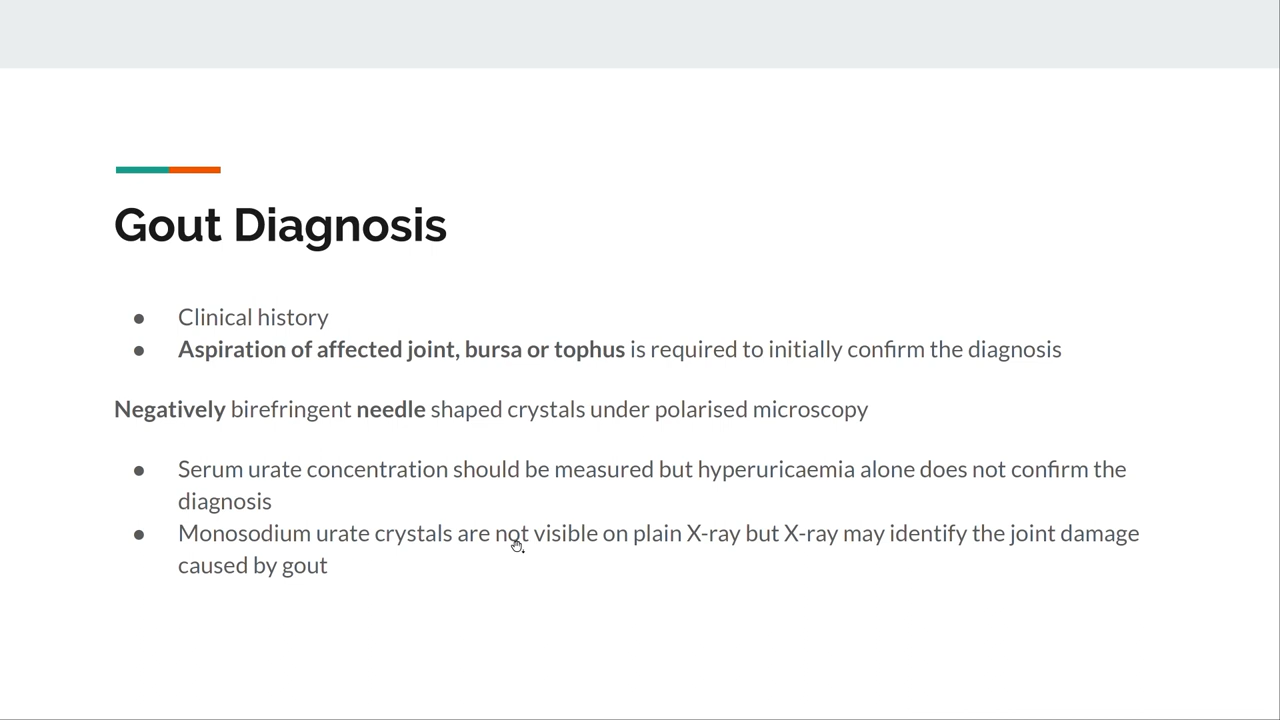 Gout Diagnosis
● Clinical history
● Aspiration of affected joint, bursa or tophus is required to initially confirm the diagnosis
Negatively birefringent needle shaped crystals under polarised microscopy
● Serum urate concentration should be measured but hyperuricaemia alone does not confirm the
diagnosis
● Monosodium urate crystals are not visible on plain X-ray but X-ray may identify the joint damage
caused by gout